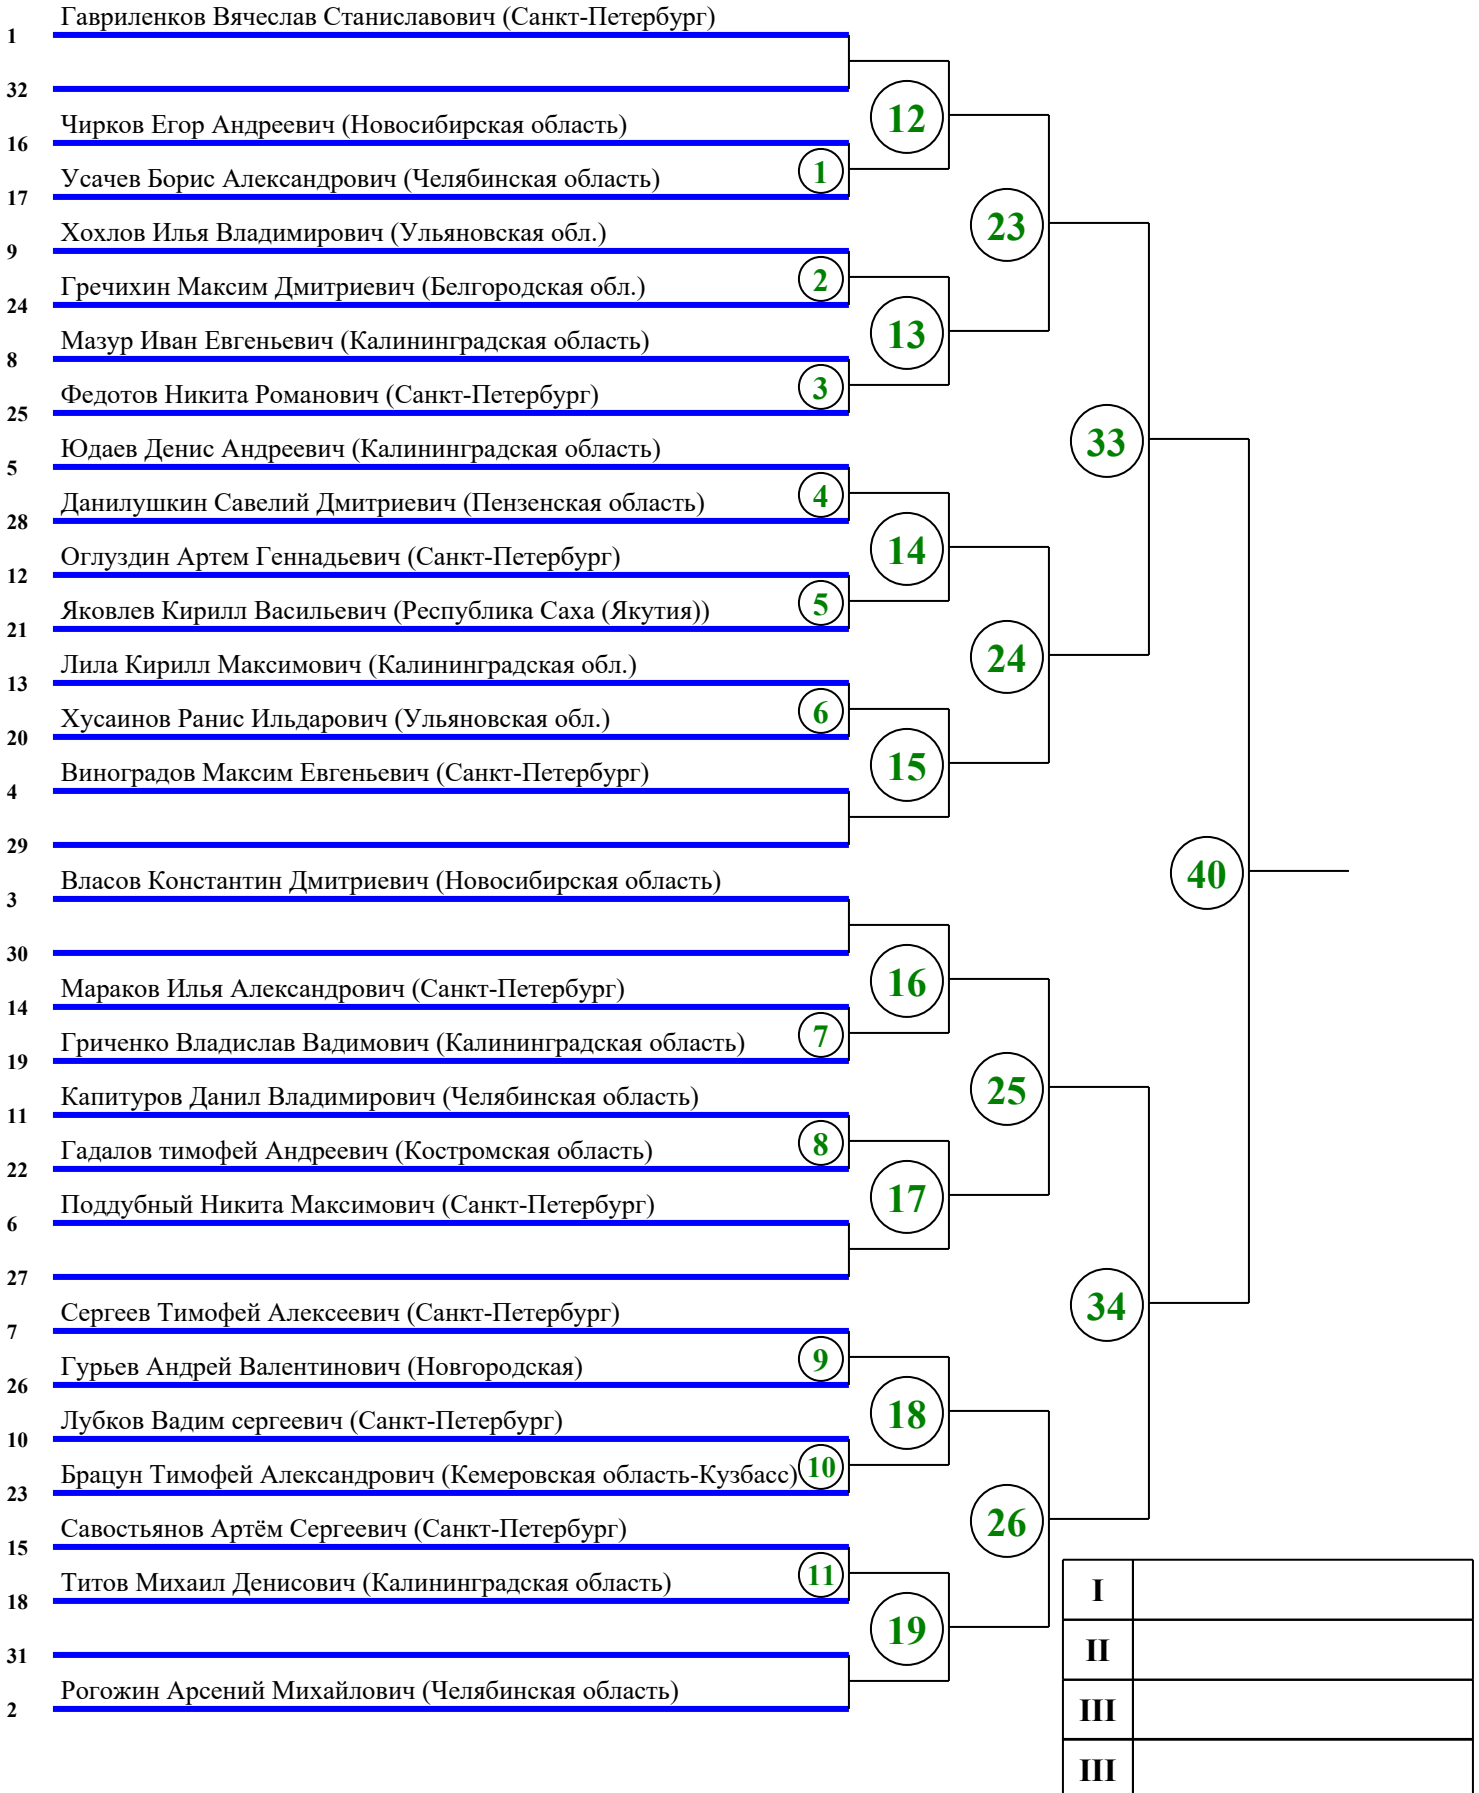 Гавриленков Вячеслав Станиславович (Санкт-Петербург)
1
32
Чирков Егор Андреевич (Новосибирская область)
12
16
Усачев Борис Александрович (Челябинская область)
1
17
Хохлов Илья Владимирович (Ульяновская обл.)
23
9
Гречихин Максим Дмитриевич (Белгородская обл.)
2
24
Мазур Иван Евгеньевич (Калининградская область)
13
8
Федотов Никита Романович (Санкт-Петербург)
3
25
Юдаев Денис Андреевич (Калининградская область)
33
5
Данилушкин Савелий Дмитриевич (Пензенская область)
4
28
Оглуздин Артем Геннадьевич (Санкт-Петербург)
14
12
Яковлев Кирилл Васильевич (Республика Саха (Якутия))
5
21
Лила Кирилл Максимович (Калининградская обл.)
24
13
Хусаинов Ранис Ильдарович (Ульяновская обл.)
6
20
Виноградов Максим Евгеньевич (Санкт-Петербург)
15
4
29
Власов Константин Дмитриевич (Новосибирская область)
40
3
30
Мараков Илья Александрович (Санкт-Петербург)
16
14
Гриченко Владислав Вадимович (Калининградская область)
7
19
Капитуров Данил Владимирович (Челябинская область)
25
11
Гадалов тимофей Андреевич (Костромская область)
8
22
Поддубный Никита Максимович (Санкт-Петербург)
17
6
27
Сергеев Тимофей Алексеевич (Санкт-Петербург)
34
7
Гурьев Андрей Валентинович (Новгородская)
9
26
Лубков Вадим сергеевич (Санкт-Петербург)
18
10
Брацун Тимофей Александрович (Кемеровская область-Кузбасс)
10
23
Савостьянов Артём Сергеевич (Санкт-Петербург)
26
15
Титов Михаил Денисович (Калининградская область)
11
18
19
31
Рогожин Арсений Михайлович (Челябинская область)
2
I
II
III
III